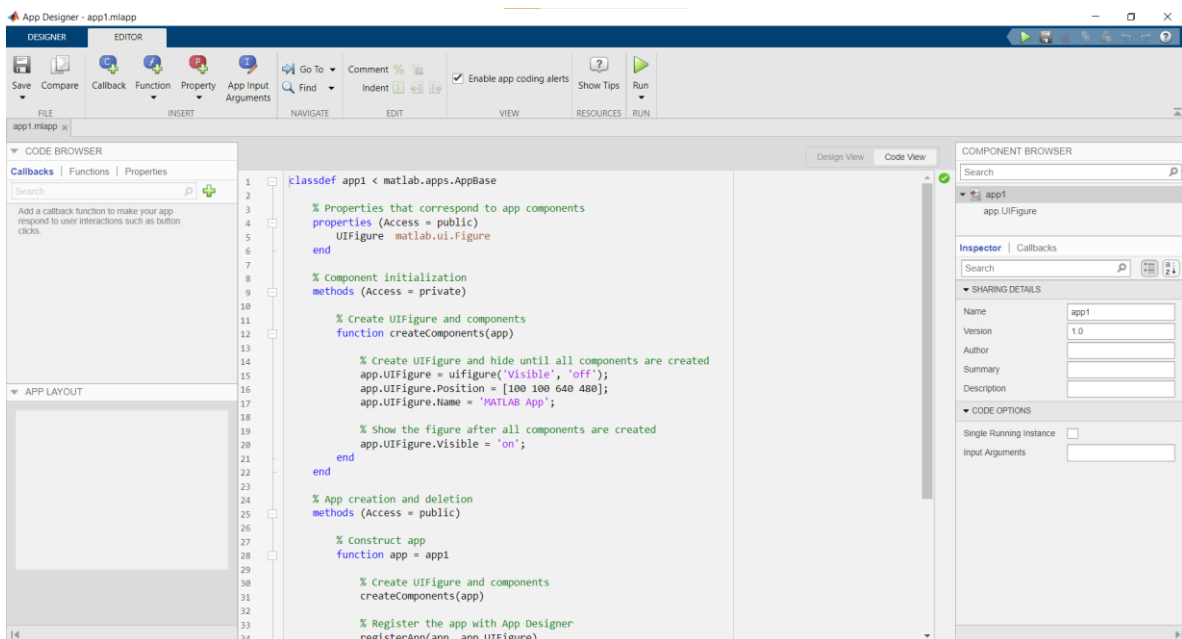 App Designer - app1.mlapp
DESIGNER EDITOR
Save Compare Callback Function Property App Input Arguments
Go To
Find
Comment
Indent
Enable app coding alerts
Show Tips
Run
FILE INSERT NAVIGATE EDIT VIEW RESOURCES RUN
app1.mlapp
CODE BROWSER
Callbacks | Functions | Properties
Search
Add a callback function to make your app
respond to user interactions such as button
clicks.
APP LAYOUT
Design View Code View
1 classdef app1 < matlab.apps.AppBase
2
3 % Properties that correspond to app components
4 properties (Access = public)
5 UIFigure matlab.ui.Figure
6 end
7
8 % Component initialization
9 methods (Access = private)
10
11 % Create UIFigure and components
12 function createComponents(app)
13
14 % Create UIFigure and hide until all components are created
15 app.UIFigure = uifigure('Visible', 'off');
16 app.UIFigure.Position = [100 100 640 480];
17 app.UIFigure.Name = 'MATLAB App';
18
19 % Show the figure after all components are created
20 app.UIFigure.Visible = 'on';
21 end
22 end
23
24 % App creation and deletion
25 methods (Access = public)
26
27 % Construct app
28 function app = app1
29
30 % Create UIFigure and components
31 createComponents(app)
32
33 % Register the app with App Designer
34 registerApp(app, app.UIFigure)
COMPONENT BROWSER
Search
app1
app.UIFigure
Inspector | Callbacks
Search
SHARING DETAILS
Name app1
Version 1.0
Author
Summary
Description
CODE OPTIONS
Single Running Instance
Input Arguments